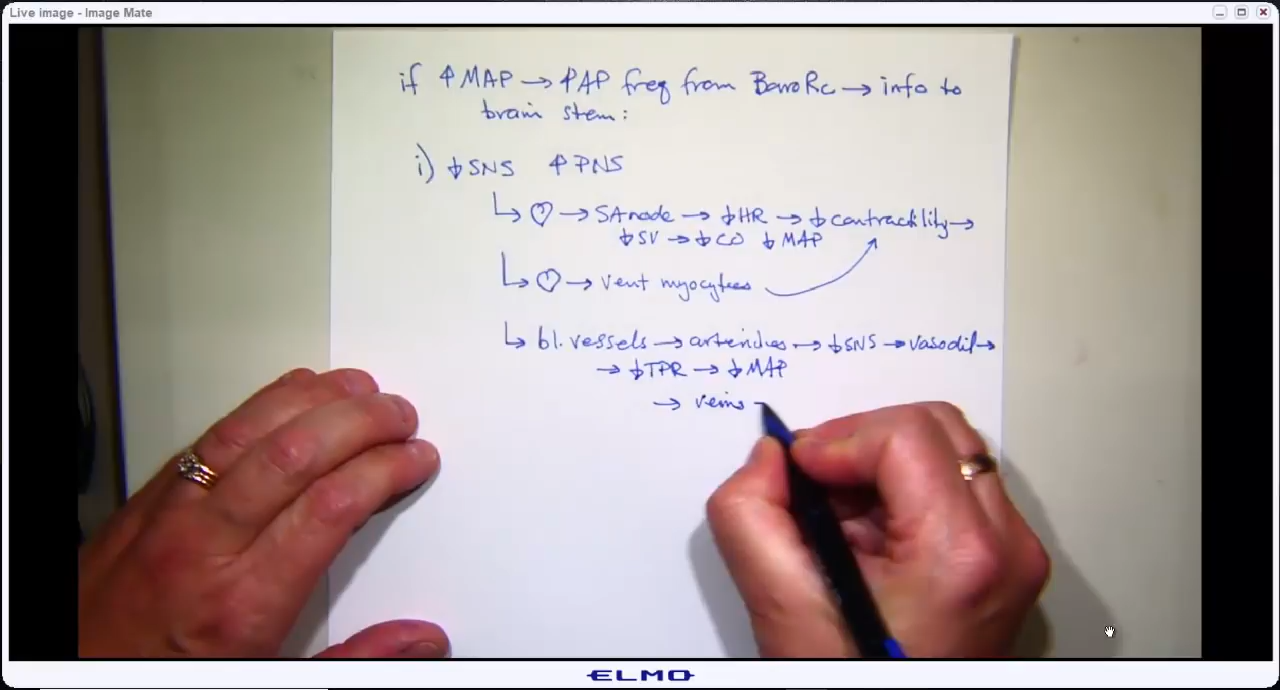 Live image - Image Mate
if ↑MAP → ↑AP freq from BaroRc → info to
brain stem:
i) ↓SNS ↑PNS
↳ ♡ → SA node → ↓HR → ↓contractility →
↓SV → ↓CO ↓MAP
↳ ♡ → vent myocytes
↳ bl. vessels → arterioles → ↓SNS → vasodil →
→ ↓TPR → ↓MAP
→ veins -
ELMO